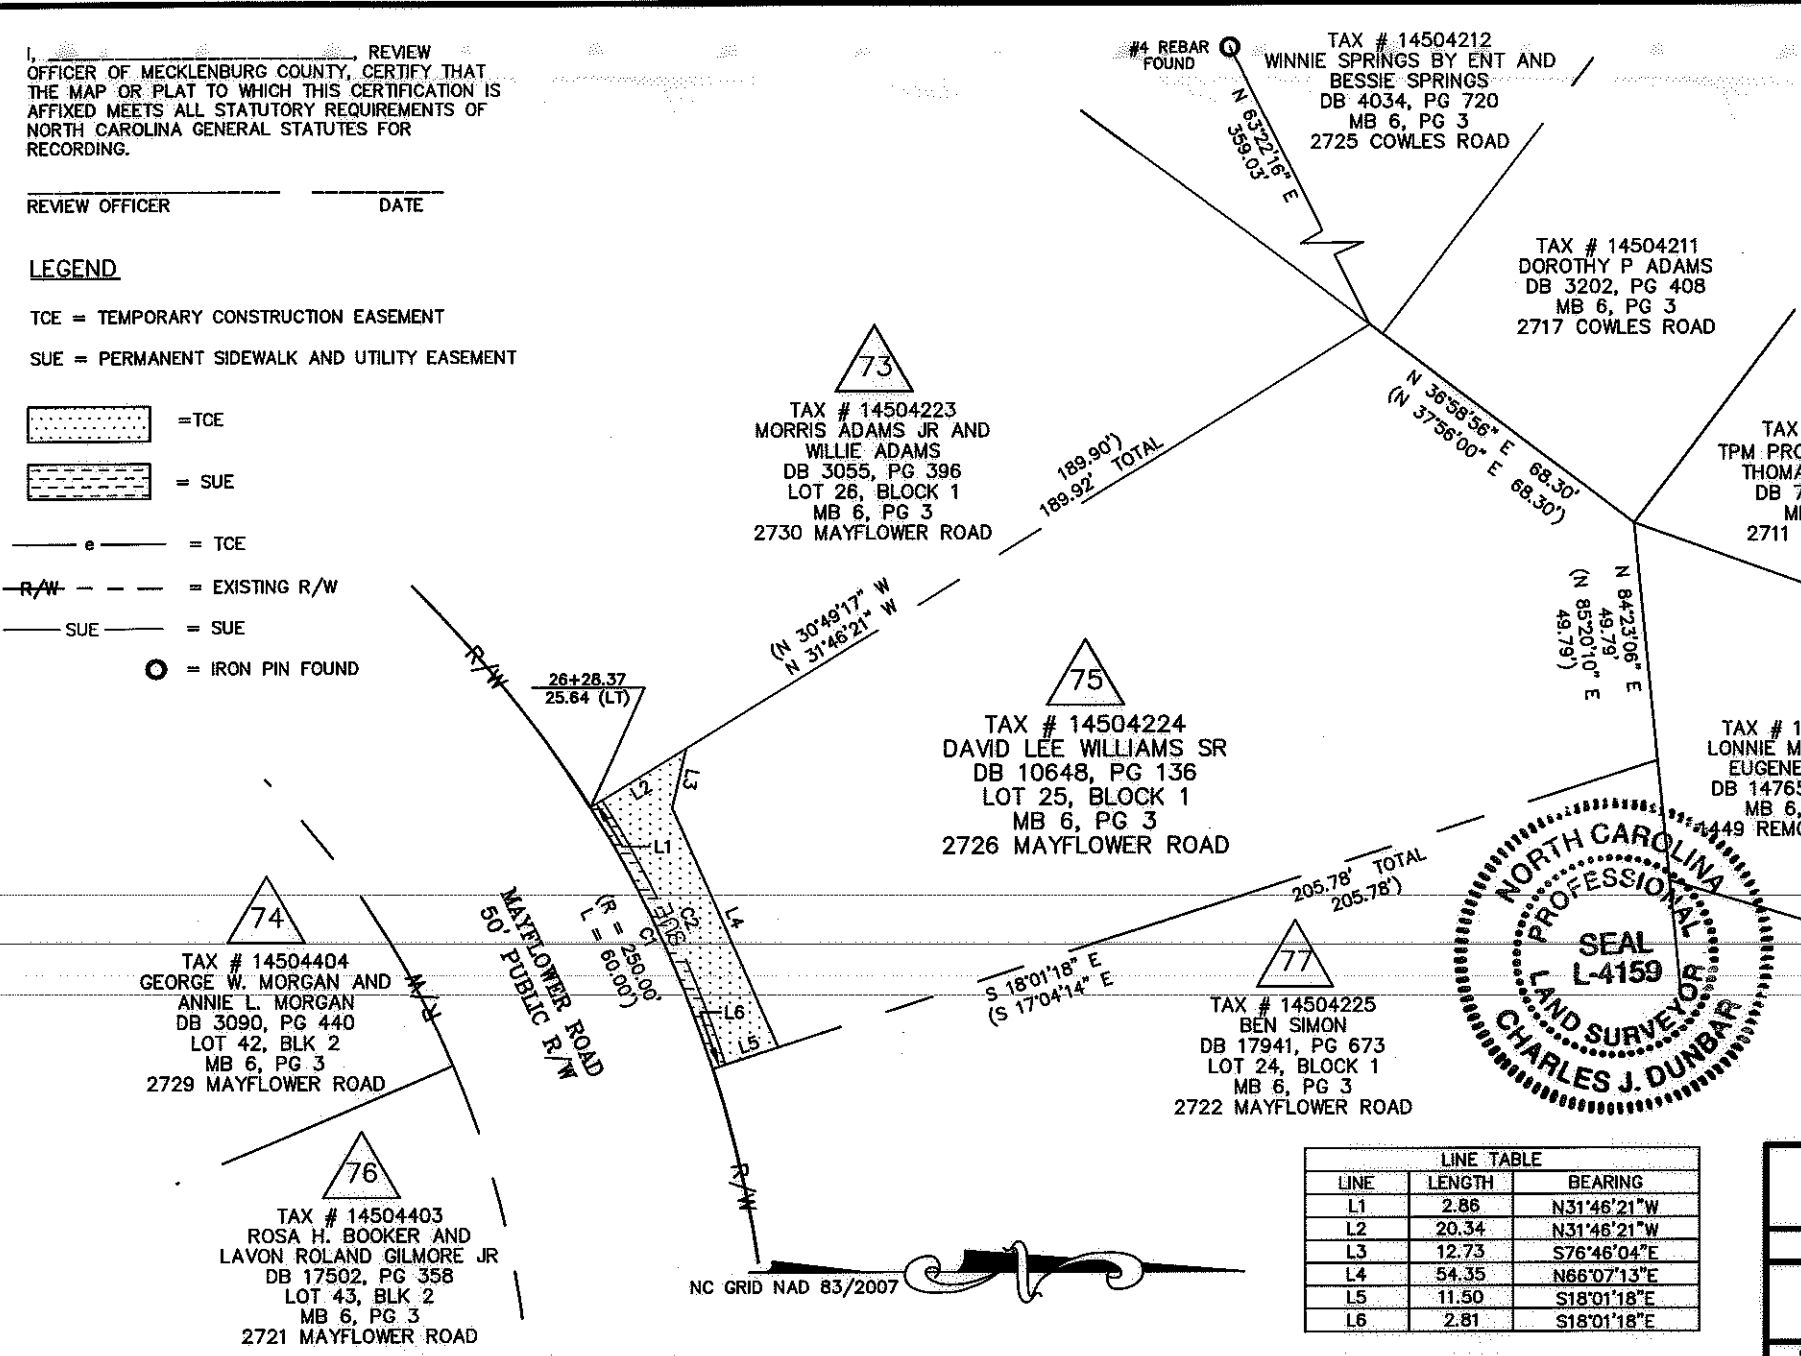 I, ____________________, REVIEW
OFFICER OF MECKLENBURG COUNTY, CERTIFY THAT
THE MAP OR PLAT TO WHICH THIS CERTIFICATION IS
AFFIXED MEETS ALL STATUTORY REQUIREMENTS OF
NORTH CAROLINA GENERAL STATUTES FOR
RECORDING.
REVIEW OFFICER DATE
LEGEND
TCE = TEMPORARY CONSTRUCTION EASEMENT
SUE = PERMANENT SIDEWALK AND UTILITY EASEMENT
=TCE
= SUE
e = TCE
R/W = EXISTING R/W
SUE = SUE
= IRON PIN FOUND
#4 REBAR
FOUND
TAX # 14504212
WINNIE SPRINGS BY ENT AND
BESSIE SPRINGS
DB 4034, PG 720
MB 6, PG 3
2725 COWLES ROAD
N 63°22'16" E
359.03'
TAX # 14504211
DOROTHY P ADAMS
DB 3202, PG 408
MB 6, PG 3
2717 COWLES ROAD
73
TAX # 14504223
MORRIS ADAMS JR AND
WILLIE ADAMS
DB 3055, PG 396
LOT 26, BLOCK 1
MB 6, PG 3
2730 MAYFLOWER ROAD
189.90')
189.92' TOTAL
N 36°58'56" E 68.30'
(N 37°56'00" E 68.30')
TAX
TPM PRO
THOMA
DB 7
2711
(N 30°49'17" W
N 31°46'21" W
N 84°23'06" E
49.79'
(N 85°20'10" E
49.79')
R/W
26+28.37
25.64 (LT)
75
TAX # 14504224
DAVID LEE WILLIAMS SR
DB 10648, PG 136
LOT 25, BLOCK 1
MB 6, PG 3
2726 MAYFLOWER ROAD
TAX # 1
LONNIE M
EUGENE
DB 14765
MB 6,
1449 REMO
L2
L3
L1
L4
C2
SUE
C1
L6
L5
(R = 250.00'
L = 60.00')
MAYFLOWER ROAD
50' PUBLIC R/W
205.78' TOTAL
205.78')
S 18°01'18" E
(S 17°04'14" E
NORTH CAROLINA
PROFESSIONAL
SEAL
L-4159
LAND SURVEYOR
CHARLES J. DUNBAR
74
TAX # 14504404
GEORGE W. MORGAN AND
ANNIE L. MORGAN
DB 3090, PG 440
LOT 42, BLK 2
MB 6, PG 3
2729 MAYFLOWER ROAD
R/W
77
TAX # 14504225
BEN SIMON
DB 17941, PG 673
LOT 24, BLOCK 1
MB 6, PG 3
2722 MAYFLOWER ROAD
76
TAX # 14504403
ROSA H. BOOKER AND
LAVON ROLAND GILMORE JR
DB 17502, PG 358
LOT 43, BLK 2
MB 6, PG 3
2721 MAYFLOWER ROAD
R/W
NC GRID NAD 83/2007
LINE TABLE
LINE LENGTH BEARING
L1 2.86 N31°46'21"W
L2 20.34 N31°46'21"W
L3 12.73 S76°46'04"E
L4 54.35 N66°07'13"E
L5 11.50 S18°01'18"E
L6 2.81 S18°01'18"E